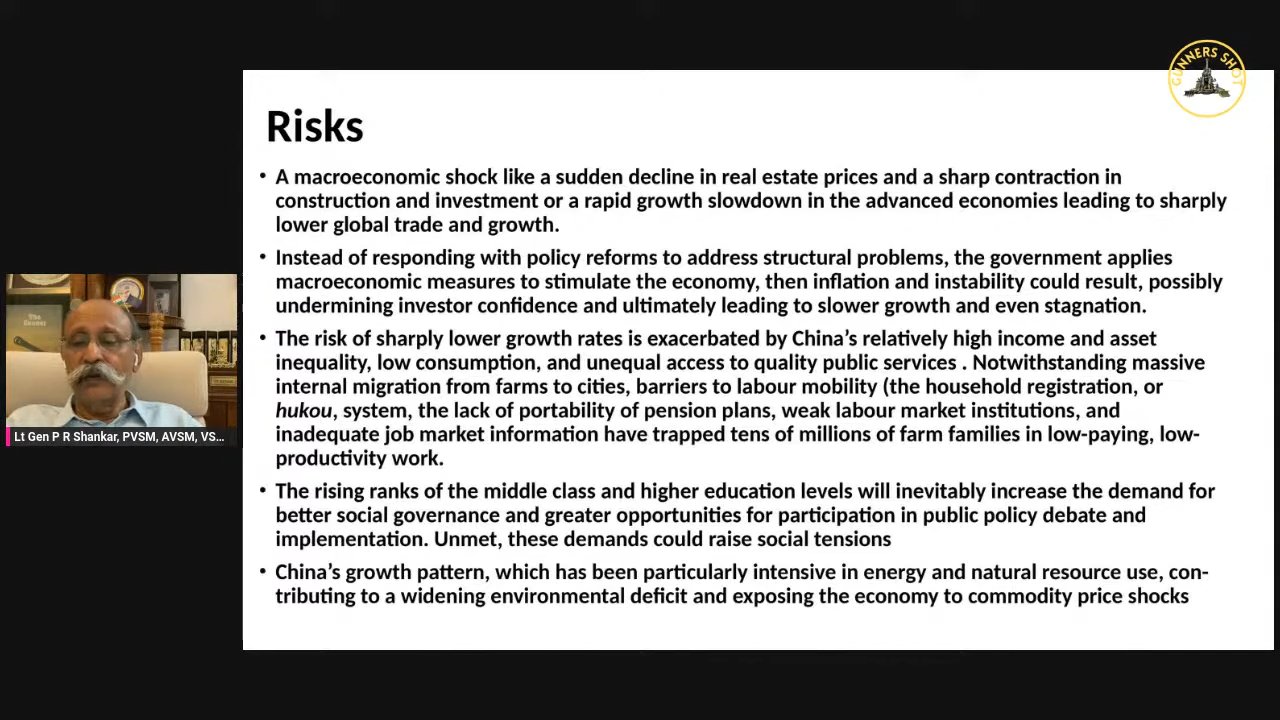 GUNNERS SHOT
Risks
• A macroeconomic shock like a sudden decline in real estate prices and a sharp contraction in
construction and investment or a rapid growth slowdown in the advanced economies leading to sharply
lower global trade and growth.
• Instead of responding with policy reforms to address structural problems, the government applies
macroeconomic measures to stimulate the economy, then inflation and instability could result, possibly
undermining investor confidence and ultimately leading to slower growth and even stagnation.
• The risk of sharply lower growth rates is exacerbated by China’s relatively high income and asset
inequality, low consumption, and unequal access to quality public services . Notwithstanding massive
internal migration from farms to cities, barriers to labour mobility (the household registration, or
hukou, system, the lack of portability of pension plans, weak labour market institutions, and
inadequate job market information have trapped tens of millions of farm families in low-paying, low-
productivity work.
• The rising ranks of the middle class and higher education levels will inevitably increase the demand for
better social governance and greater opportunities for participation in public policy debate and
implementation. Unmet, these demands could raise social tensions
• China’s growth pattern, which has been particularly intensive in energy and natural resource use, con-
tributing to a widening environmental deficit and exposing the economy to commodity price shocks
Lt Gen P R Shankar, PVSM, AVSM, VS...